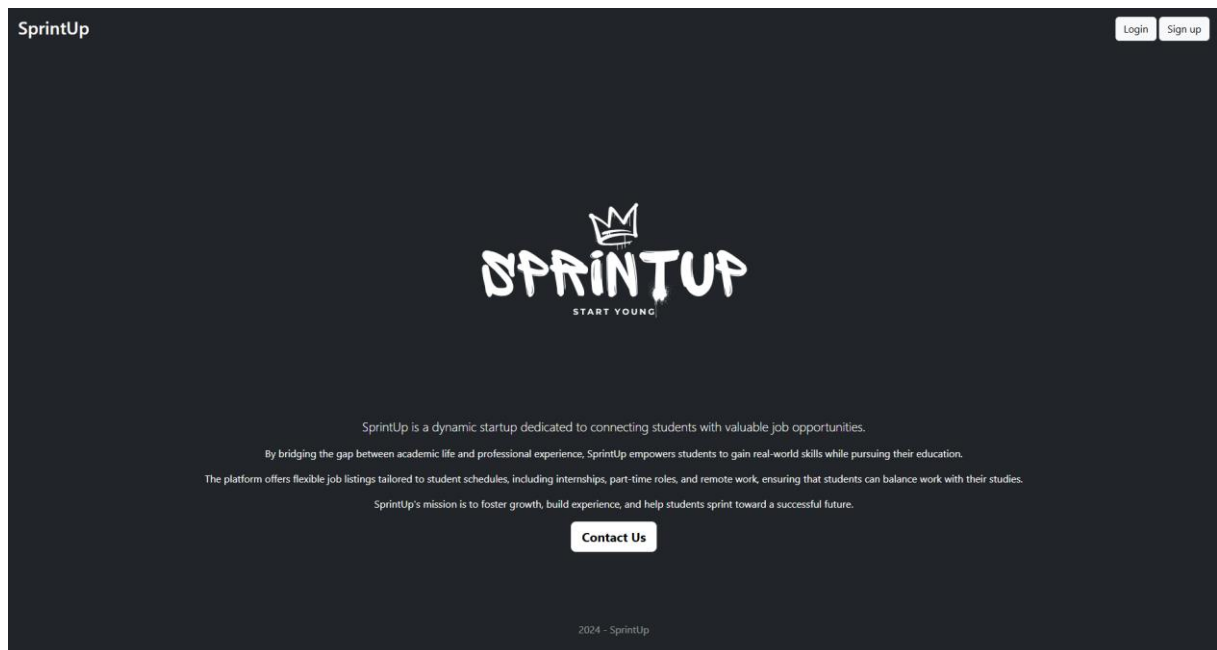 SprintUp
Login
Sign up
SPRiNTUP
START YOUNG
SprintUp is a dynamic startup dedicated to connecting students with valuable job opportunities.
By bridging the gap between academic life and professional experience, SprintUp empowers students to gain real-world skills while pursuing their education.
The platform offers flexible job listings tailored to student schedules, including internships, part-time roles, and remote work, ensuring that students can balance work with their studies.
SprintUp's mission is to foster growth, build experience, and help students sprint toward a successful future.
Contact Us
2024 - SprintUp